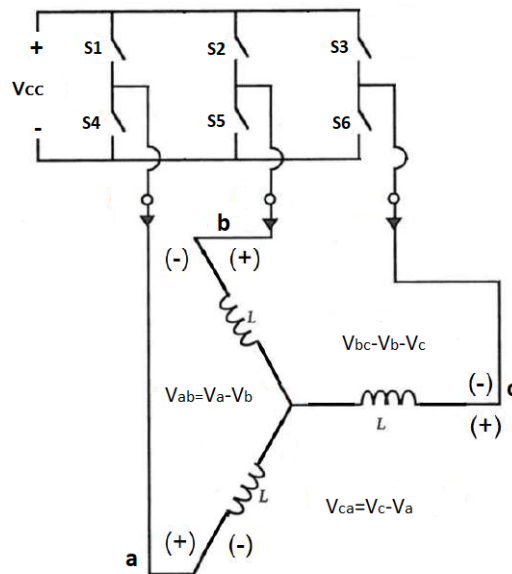 +
S1
S2
S3
Vcc
S4
S5
S6
-
b
(-)
(+)
L
Vbc-Vb-Vc
Vab=Va-Vb
(-)
c
(+)
L
L
Vca=Vc-Va
(+)
(-)
a